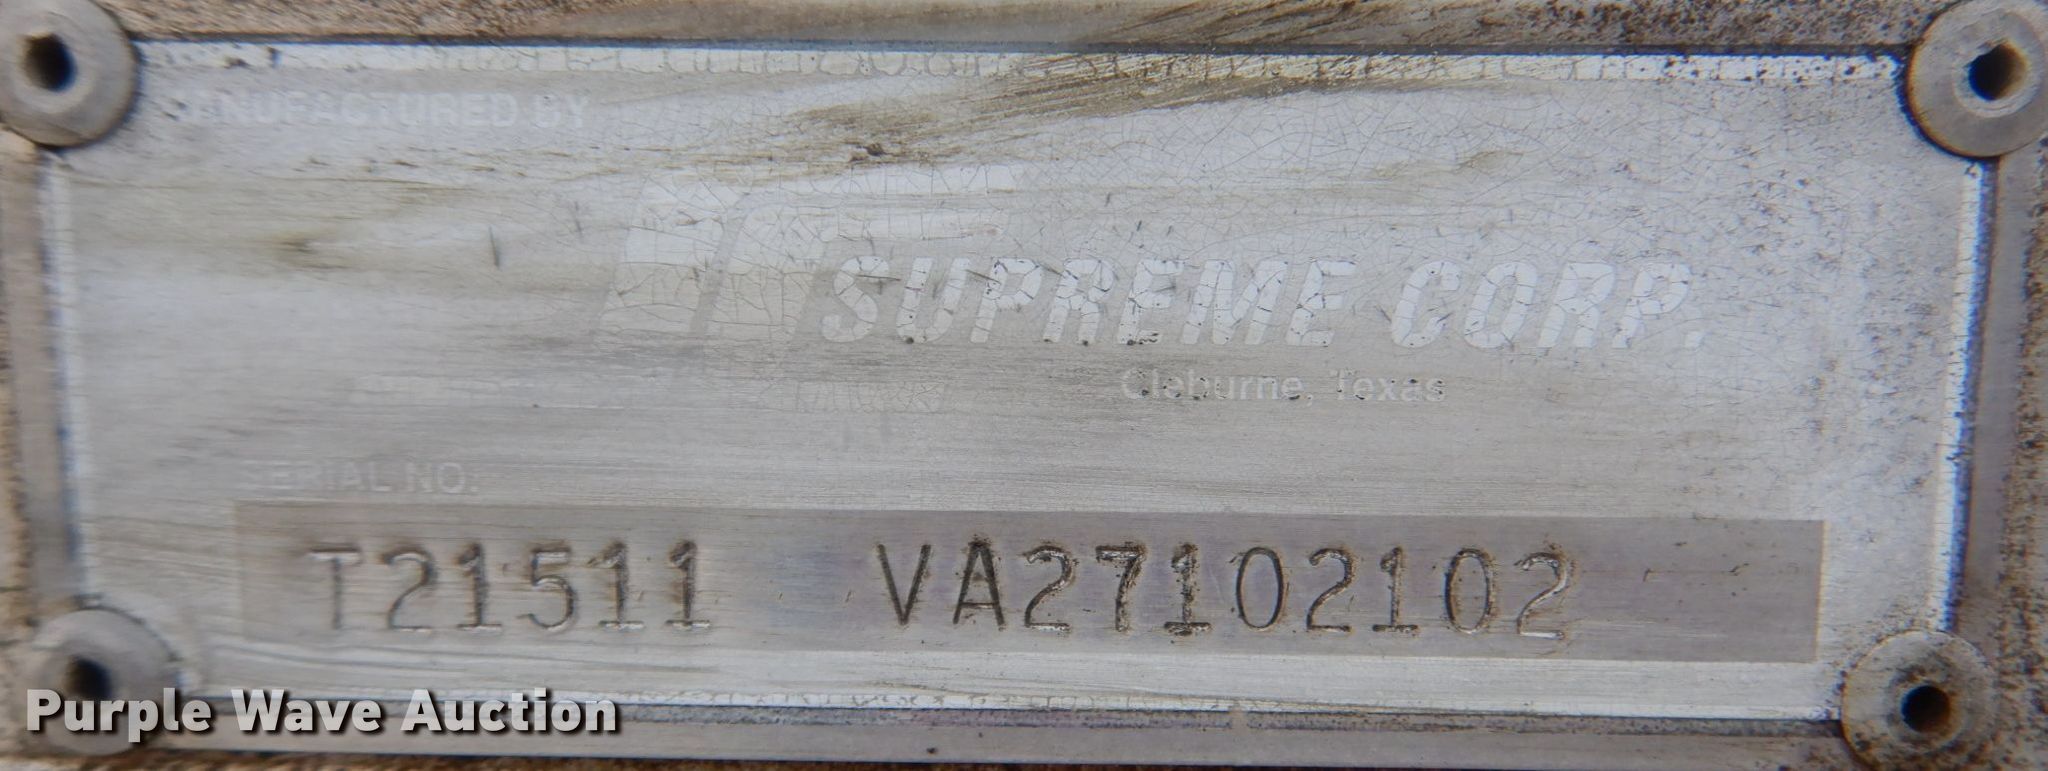 MANUFACTURED BY
SUPREME CORP.
Cleburne, Texas
SERIAL NO:
T21511 VA27102102
Purple Wave Auction